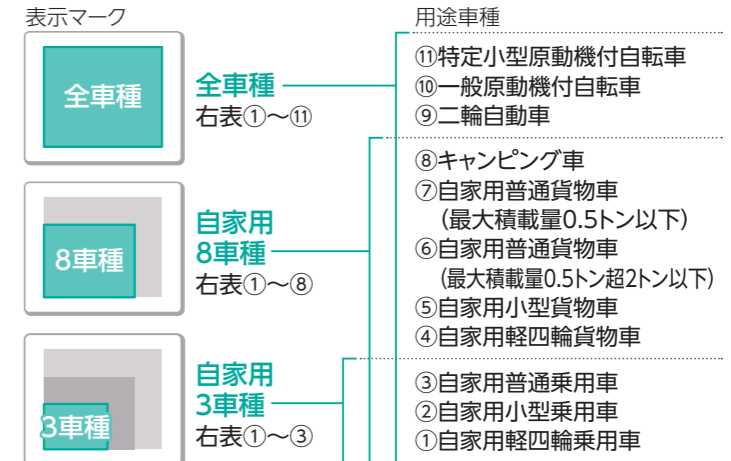 表示マーク
全車種
全車種
右表①～⑪
8車種
自家用
8車種
右表①～⑧
3車種
自家用
3車種
右表①～③
用途車種
⑪特定小型原動機付自転車
⑩一般原動機付自転車
⑨二輪自動車
⑧キャンピング車
⑦自家用普通貨物車
(最大積載量0.5トン以下)
⑥自家用普通貨物車
(最大積載量0.5トン超2トン以下)
⑤自家用小型貨物車
④自家用軽四輪貨物車
③自家用普通乗用車
②自家用小型乗用車
①自家用軽四輪乗用車